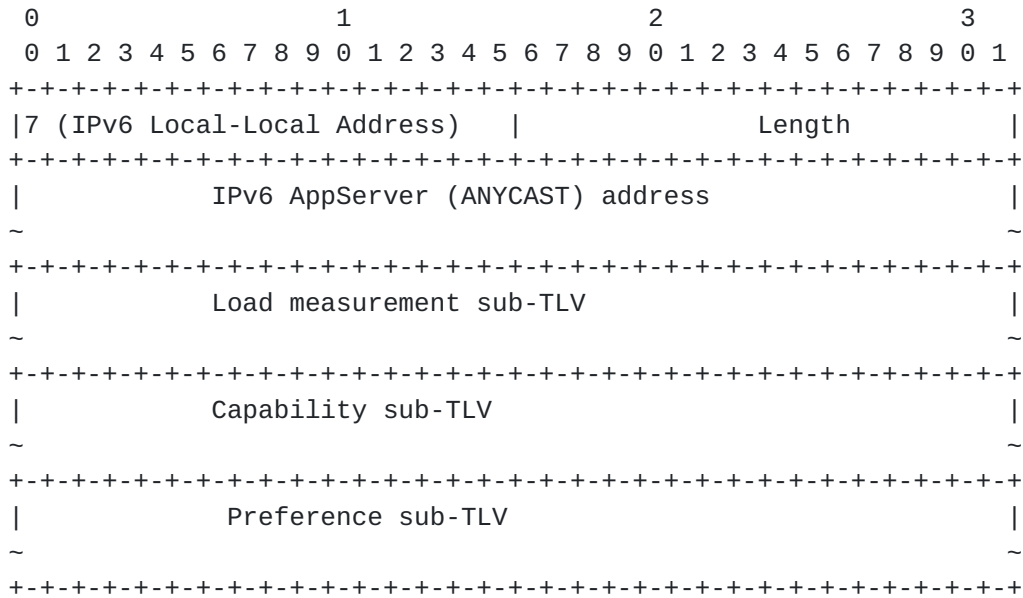 0                   1                   2                   3
 0 1 2 3 4 5 6 7 8 9 0 1 2 3 4 5 6 7 8 9 0 1 2 3 4 5 6 7 8 9 0 1
+-+-+-+-+-+-+-+-+-+-+-+-+-+-+-+-+-+-+-+-+-+-+-+-+-+-+-+-+-+-+-+-+
|7 (IPv6 Local-Local Address)   |               Length          |
+-+-+-+-+-+-+-+-+-+-+-+-+-+-+-+-+-+-+-+-+-+-+-+-+-+-+-+-+-+-+-+-+
|            IPv6 AppServer (ANYCAST) address                   |
~                                                               ~
+-+-+-+-+-+-+-+-+-+-+-+-+-+-+-+-+-+-+-+-+-+-+-+-+-+-+-+-+-+-+-+-+
|            Load measurement sub-TLV                           |
~                                                               ~
+-+-+-+-+-+-+-+-+-+-+-+-+-+-+-+-+-+-+-+-+-+-+-+-+-+-+-+-+-+-+-+-+
|            Capability sub-TLV                                 |
~                                                               ~
+-+-+-+-+-+-+-+-+-+-+-+-+-+-+-+-+-+-+-+-+-+-+-+-+-+-+-+-+-+-+-+-+
|             Preference sub-TLV                                |
~                                                               ~
+-+-+-+-+-+-+-+-+-+-+-+-+-+-+-+-+-+-+-+-+-+-+-+-+-+-+-+-+-+-+-+-+